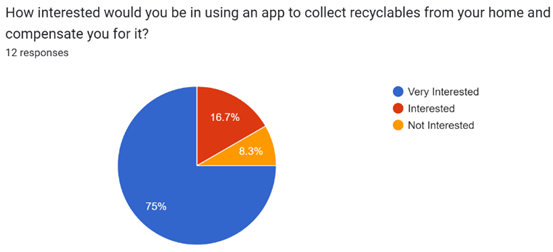 How interested would you be in using an app to collect recyclables from your home and
compensate you for it?
12 responses
Very Interested
Interested
Not Interested
16.7%
8.3%
75%